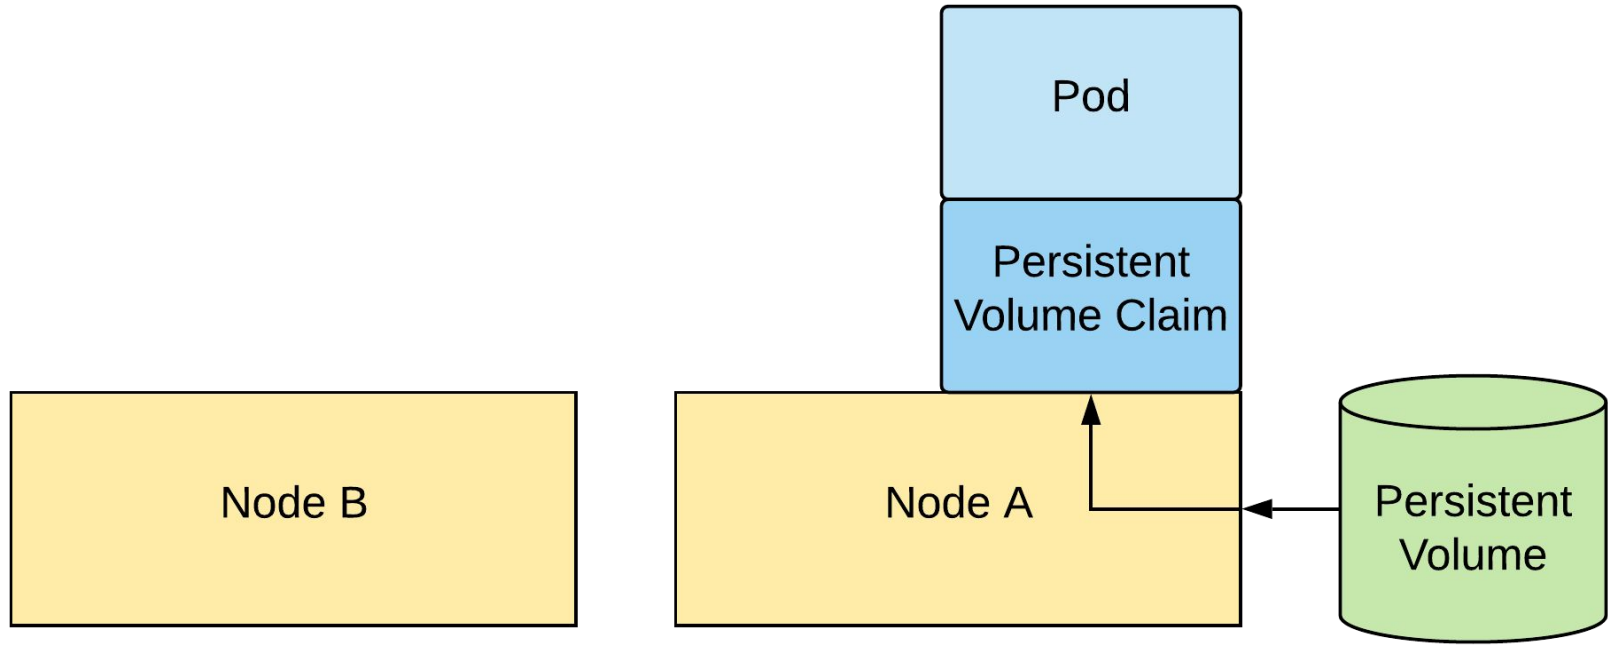 Pod
Persistent
Volume Claim
Node B
Node A
Persistent
Volume